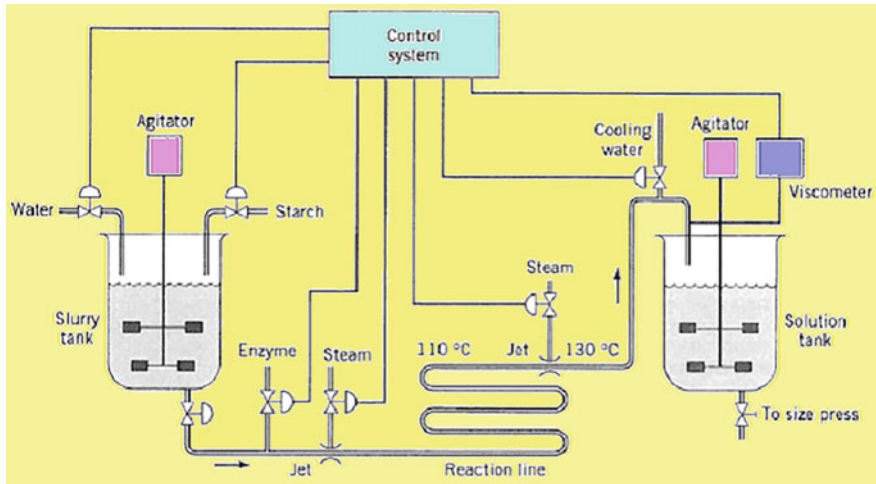 Control
system
Agitator
Cooling
water
Agitator
Viscometer
Water
Starch
Steam
Slurry
tank
Solution
tank
Enzyme
Steam
110 °C
Jet
130 °C
To size press
Jet
Reaction line